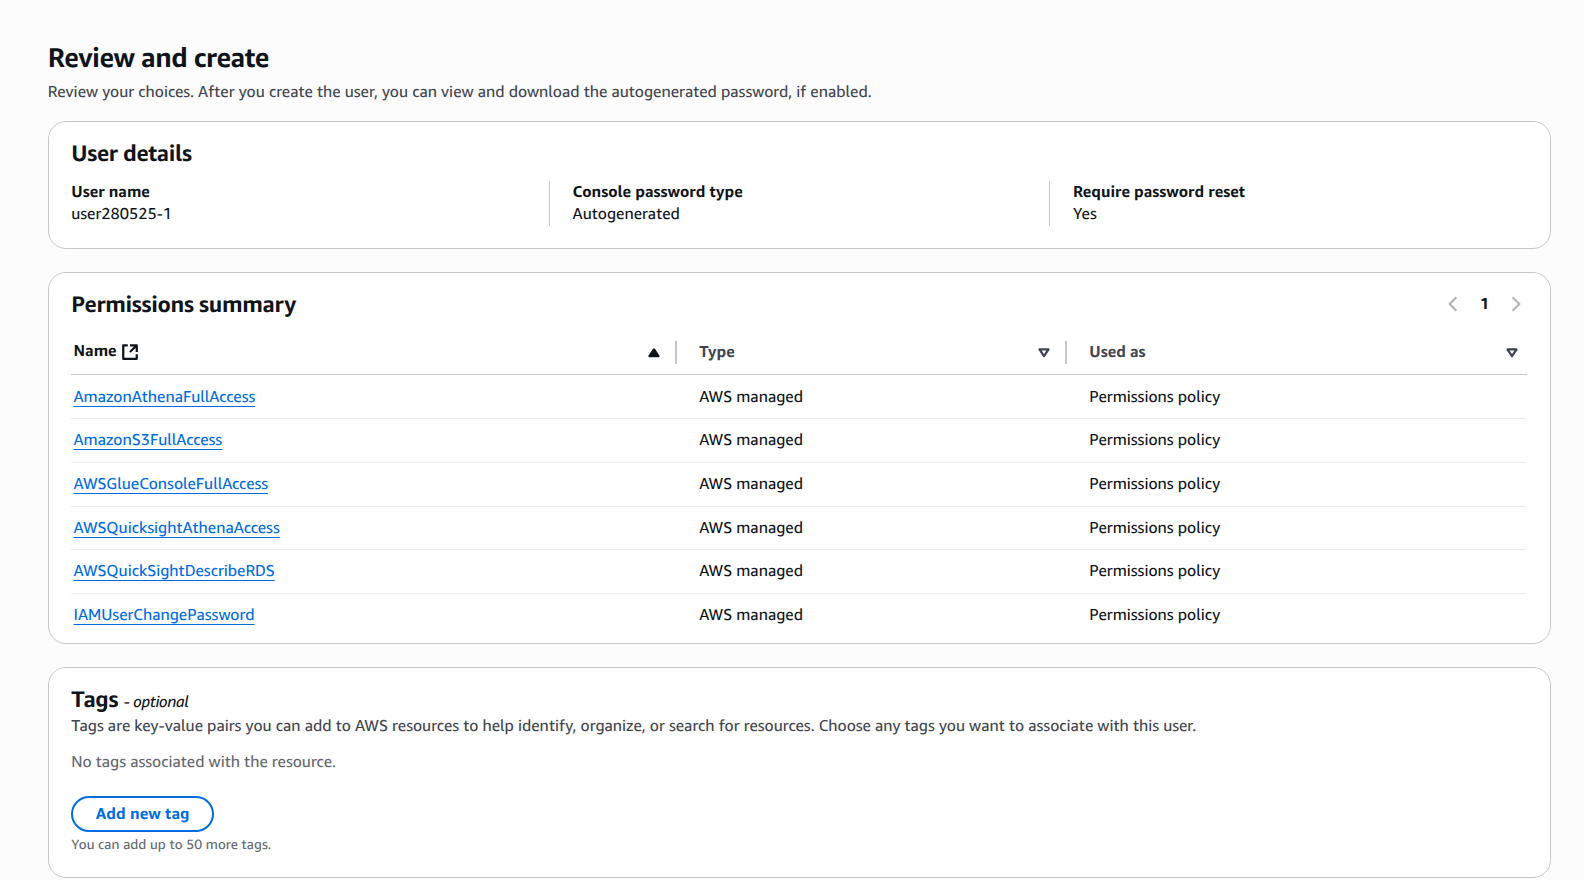 Review and create
Review your choices. After you create the user, you can view and download the autogenerated password, if enabled.
User details
User name
user280525-1
Console password type
Autogenerated
Require password reset
Yes
Permissions summary
1
Name Type Used as
AmazonAthenaFullAccess AWS managed Permissions policy
AmazonS3FullAccess AWS managed Permissions policy
AWSGlueConsoleFullAccess AWS managed Permissions policy
AWSQuicksightAthenaAccess AWS managed Permissions policy
AWSQuickSightDescribeRDS AWS managed Permissions policy
IAMUserChangePassword AWS managed Permissions policy
Tags - optional
Tags are key-value pairs you can add to AWS resources to help identify, organize, or search for resources. Choose any tags you want to associate with this user.
No tags associated with the resource.
Add new tag
You can add up to 50 more tags.